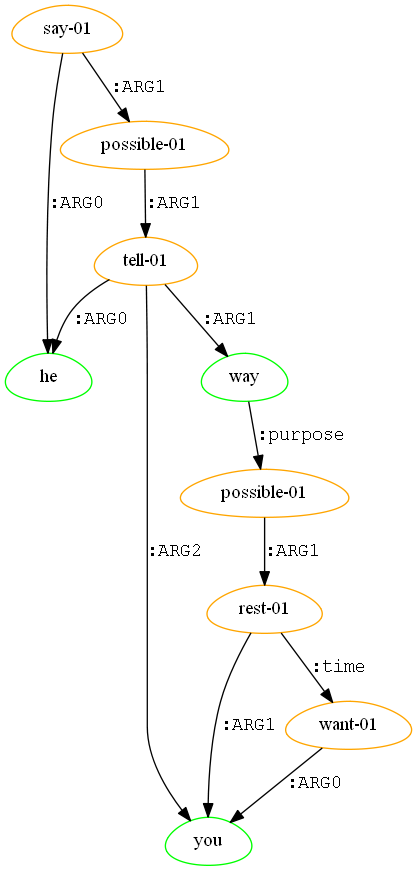 say-01
:ARG1
possible-01
:ARG0
:ARG1
tell-01
:ARG0
:ARG1
he
way
:purpose
possible-01
:ARG2
:ARG1
rest-01
:time
:ARG1
want-01
:ARG0
you